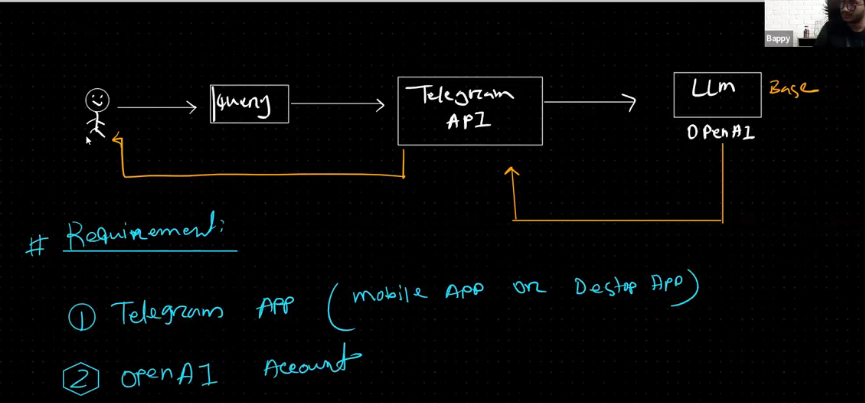 Bappy
Query
Telegram
API
LLm
Base
OPenAI
# Requirement:
① Telegram APP (mobile APP or Destop APP)
② OpenAI Account